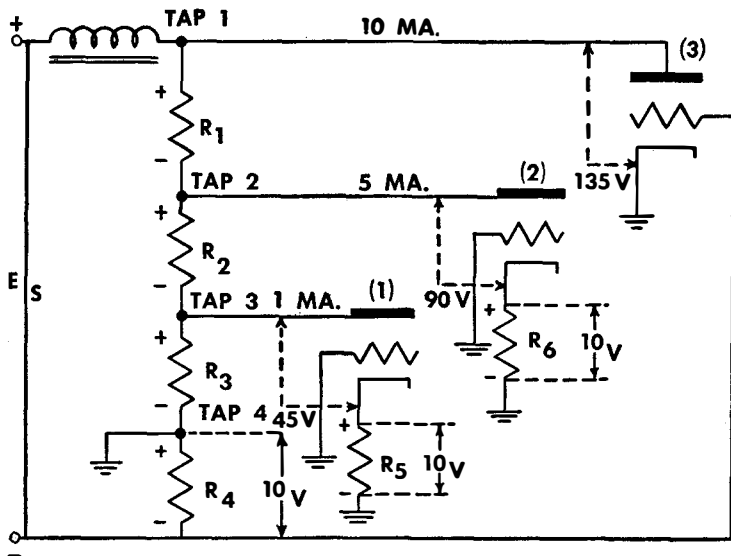 +
TAP 1 10 MA. (3)
+
R1
-
TAP 2 5 MA. (2) 135 V
+
R2
-
E S
TAP 3 1 MA. (1) 90 V
+
R6
-
10 V
+
R3
-
TAP 4 45V
+
R5
-
10 V
+
R4
-
10 V